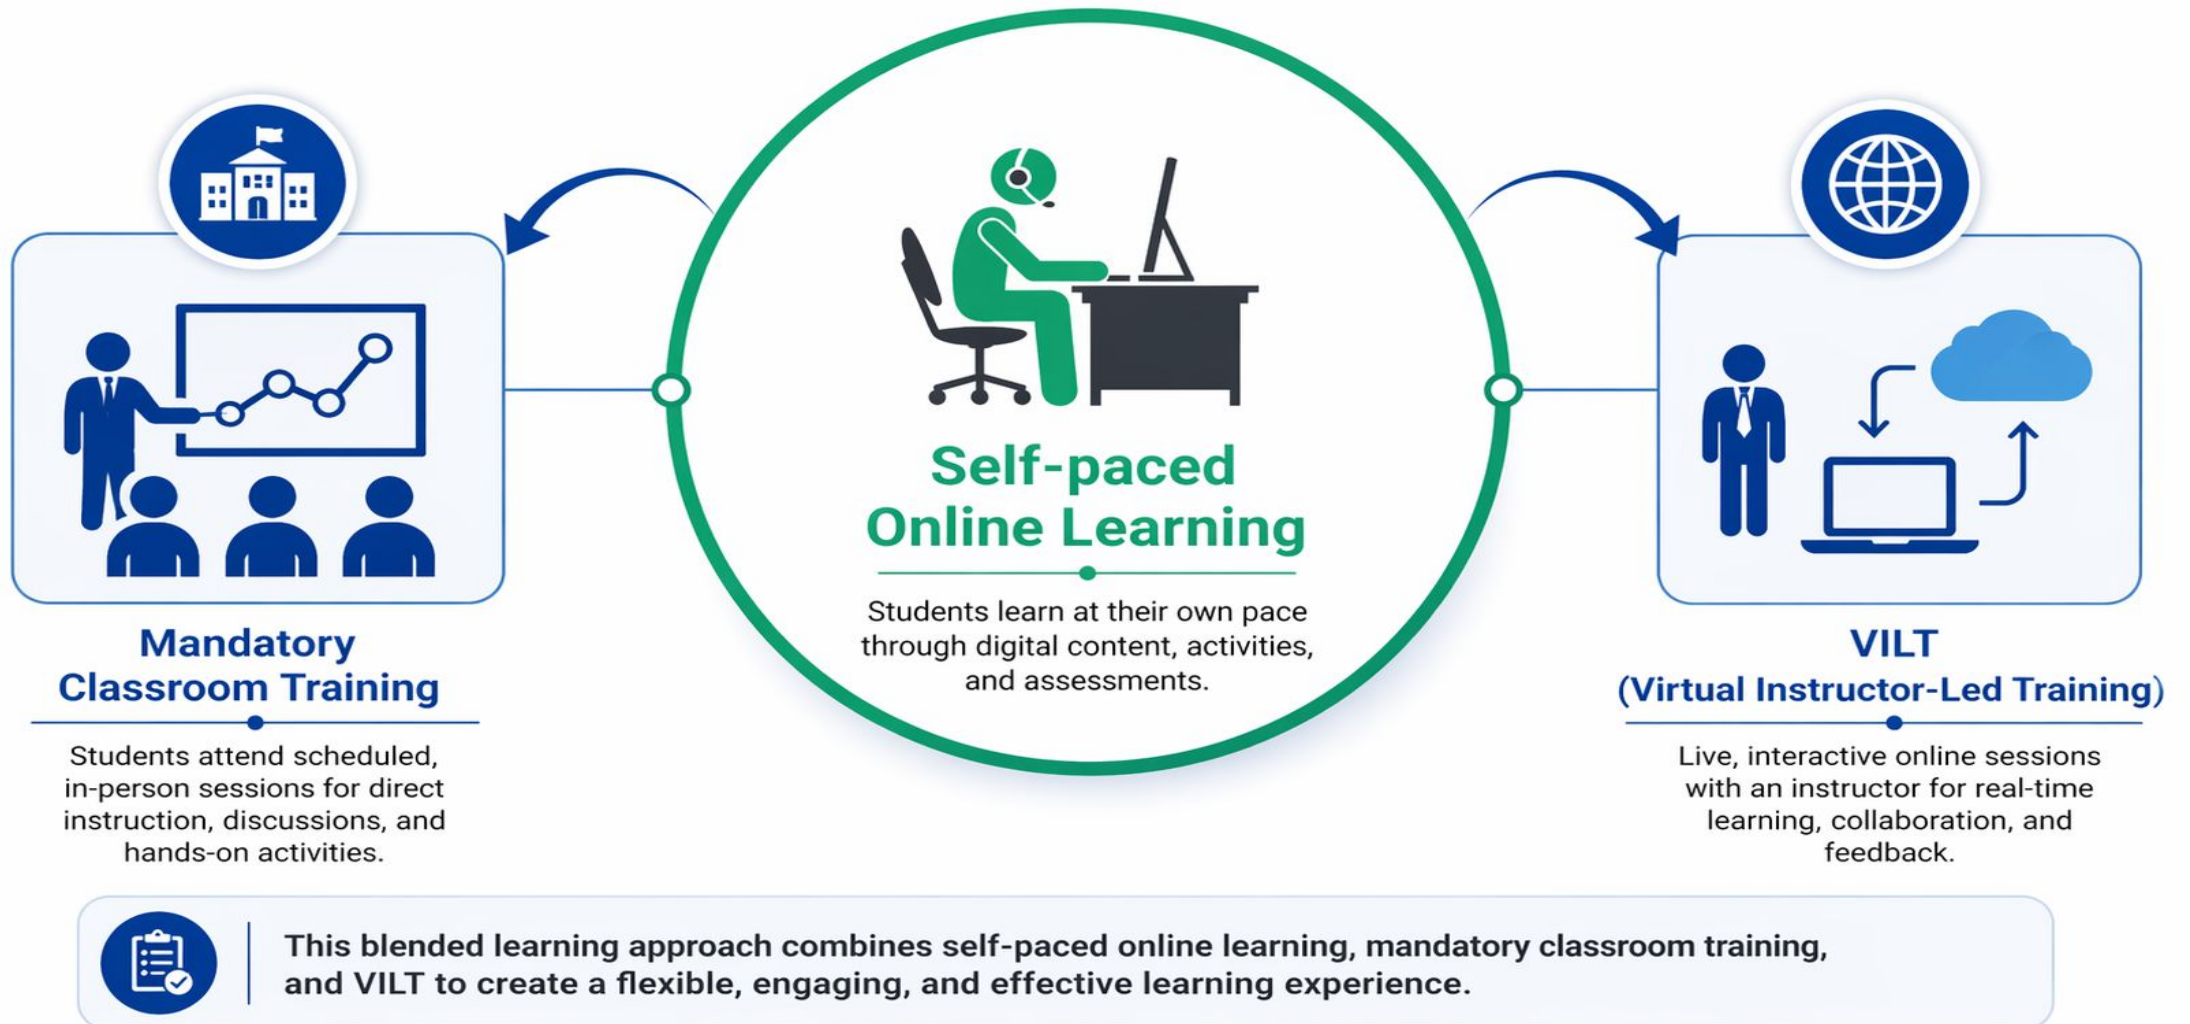 Self-paced
Online Learning
Students learn at their own pace
through digital content, activities,
and assessments.
Mandatory
Classroom Training
Students attend scheduled,
in-person sessions for direct
instruction, discussions, and
hands-on activities.
VILT
(Virtual Instructor-Led Training)
Live, interactive online sessions
with an instructor for real-time
learning, collaboration, and
feedback.
This blended learning approach combines self-paced online learning, mandatory classroom training,
and VILT to create a flexible, engaging, and effective learning experience.